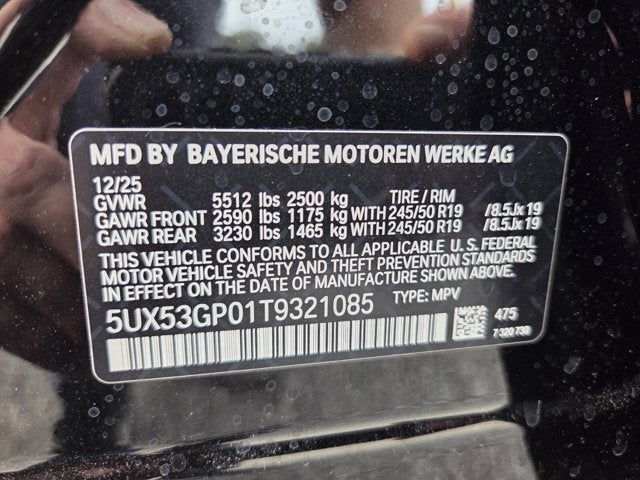 MFD BY BAYERISCHE MOTOREN WERKE AG
12/25
GVWR 5512 lbs 2500 kg TIRE / RIM
GAWR FRONT 2590 lbs 1175 kg WITH 245/50 R19 /8.5Jx19
GAWR REAR 3230 lbs 1465 kg WITH 245/50 R19 /8.5Jx19
THIS VEHICLE CONFORMS TO ALL APPLICABLE U.S. FEDERAL
MOTOR VEHICLE SAFETY AND THEFT PREVENTION STANDARDS
IN EFFECT ON THE DATE OF MANUFACTURE SHOWN ABOVE.
5UX53GP01T9321085 TYPE: MPV
475
7 320 730